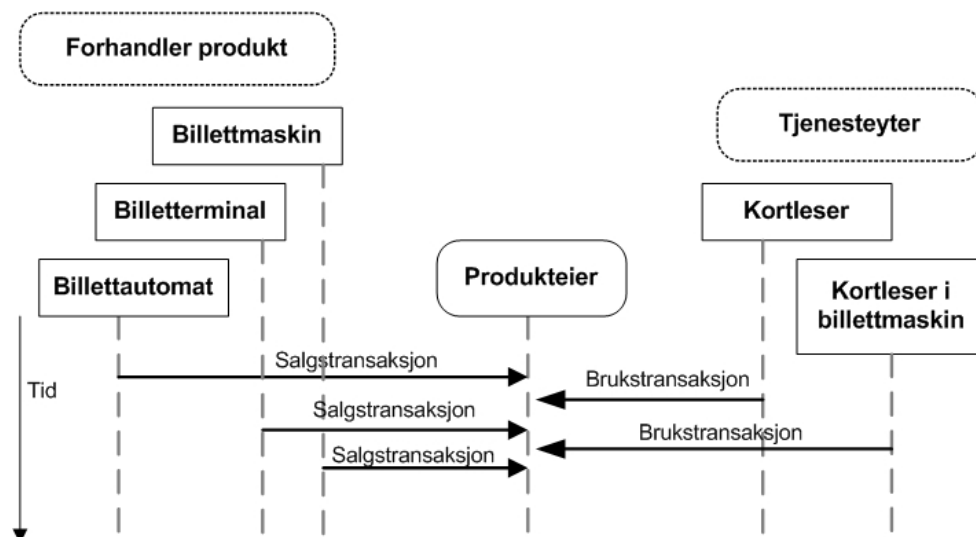 Forhandler produkt
Billettmaskin
Tjenesteyter
Billetterminal
Kortleser
Billettautomat
Produkteier
Kortleser i
billettmaskin
Tid
Salgstransaksjon
Brukstransaksjon
Salgstransaksjon
Brukstransaksjon
Salgstransaksjon